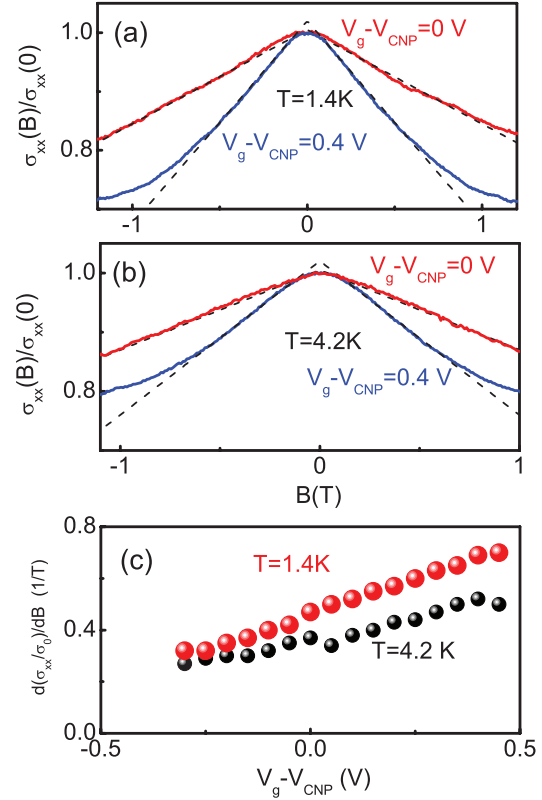 (a)
V_g-V_CNP=0 V
1.0
T=1.4K
V_g-V_CNP=0.4 V
0.8
σ_xx(B)/σ_xx(0)
-1 0 1
(b)
V_g-V_CNP=0 V
1.0
T=4.2K
V_g-V_CNP=0.4 V
0.8
σ_xx(B)/σ_xx(0)
-1 0 1
B(T)
0.8
(c)
T=1.4K
0.4
T=4.2 K
d(σ_xx/σ_0)/dB (1/T)
0.0
-0.5 0.0 0.5
V_g-V_CNP (V)